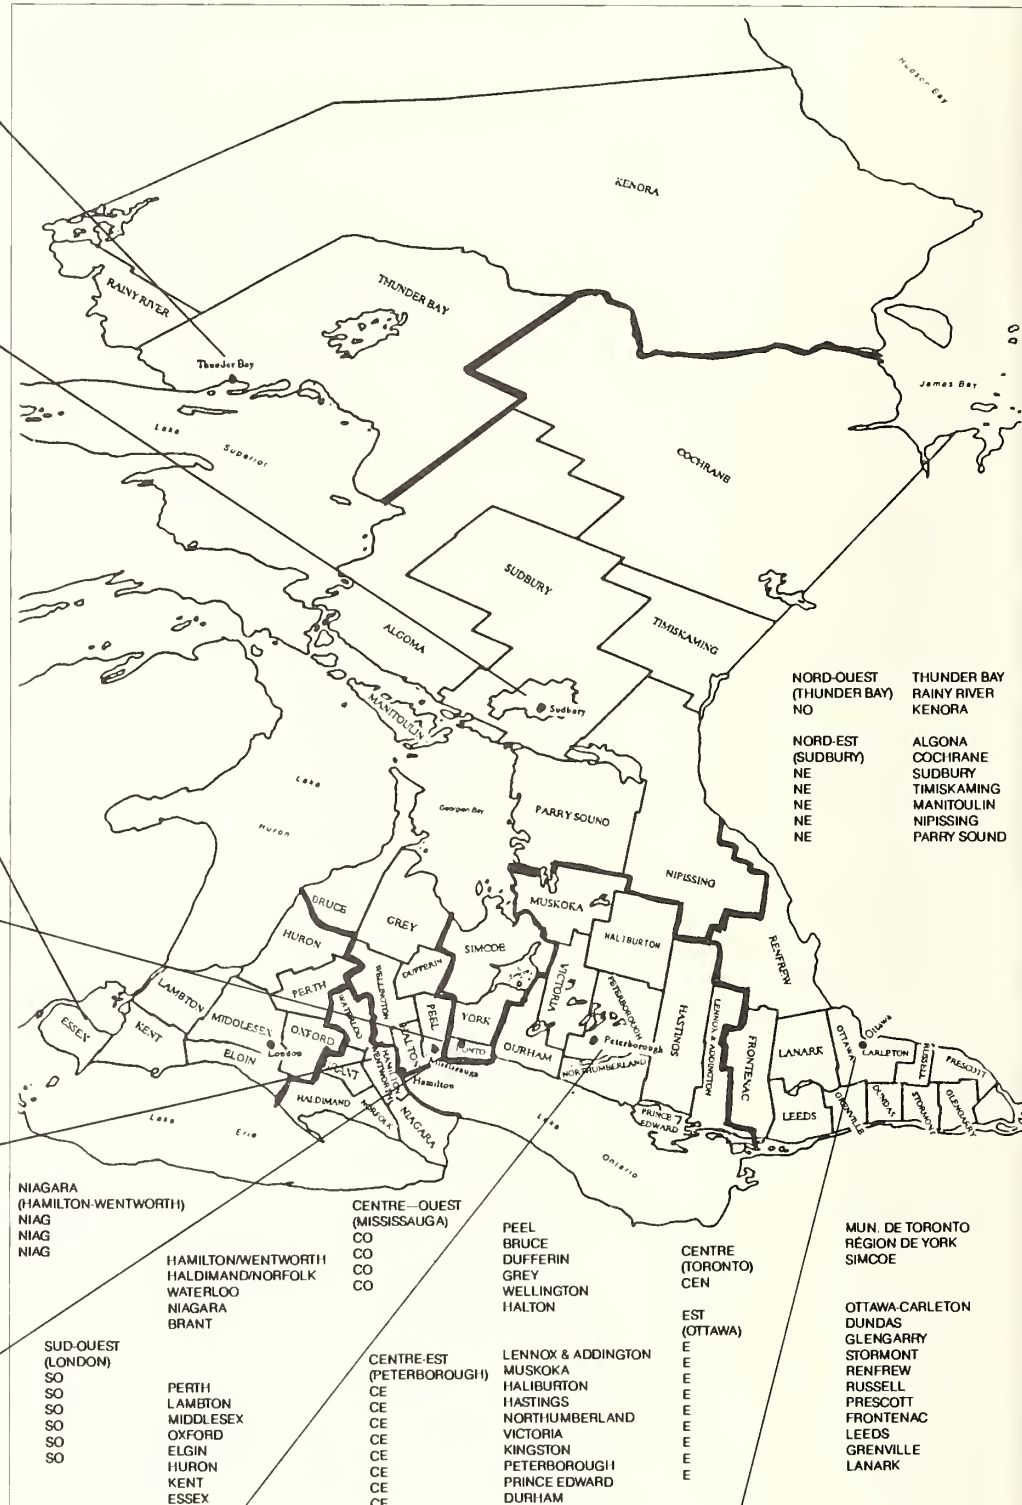 Hudson Bay
KENORA
RAINY RIVER
THUNDER BAY
Thunder Bay
James Bay
Lake
Superior
COCHRANE
SUDBURY
ALGOMA
TIMISKAMING
MANITOULIN
Sudbury
NORD-OUEST THUNDER BAY
(THUNDER BAY) RAINY RIVER
NO KENORA
NORD-EST ALGONA
(SUDBURY) COCHRANE
NE SUDBURY
NE TIMISKAMING
NE MANITOULIN
NE NIPISSING
NE PARRY SOUND
Lake
Huron
Georgian Bay
PARRY SOUND
NIPISSING
MUSKOKA
BRUCE
GREY
SIMCOE
HALIBURTON
RENFREW
HURON
DUFFERIN
VICTORIA
PETERBOROUGH
LAMBTON
PERTH
WELLINGTON
WATERLOO
PEEL
YORK
HASTINGS
LENNOX & ADDINGTON
FRONTENAC
ESSEX
KENT
MIDDLESEX
OXFORD
HALTON
DURHAM
Peterborough
NORTHUMBERLAND
LANARK
OTTAWA
Ottawa
CARLPTON
RUSSELL
PRESCOTT
London
ELGIN
Mississauga
HAMILTON
WENTWORTH
Hamilton
HALDIMAND
NORFOLK
NIAGARA
PRINCE
EDWARD
LEEDS
GRENVILLE
DUNDAS
STORMONT
GLENGARRY
Lake
Erie
Lake
Ontario
NIAGARA
(HAMILTON-WENTWORTH)
NIAG
NIAG
NIAG
HAMILTON/WENTWORTH
HALDIMAND/NORFOLK
WATERLOO
NIAGARA
BRANT
CENTRE—OUEST
(MISSISSAUGA)
CO
CO
CO
CO
PEEL
BRUCE
DUFFERIN
GREY
WELLINGTON
HALTON
CENTRE
(TORONTO)
CEN
MUN. DE TORONTO
RÉGION DE YORK
SIMCOE
SUD-OUEST
(LONDON)
SO
SO
SO
SO
SO
SO
PERTH
LAMBTON
MIDDLESEX
OXFORD
ELGIN
HURON
KENT
ESSEX
CENTRE-EST
(PETERBOROUGH)
CE
CE
CE
CE
CE
CE
CE
CE
LENNOX & ADDINGTON
MUSKOKA
HALIBURTON
HASTINGS
NORTHUMBERLAND
VICTORIA
KINGSTON
PETERBOROUGH
PRINCE EDWARD
DURHAM
EST
(OTTAWA)
E
E
E
E
E
E
E
E
E
OTTAWA-CARLETON
DUNDAS
GLENGARRY
STORMONT
RENFREW
RUSSELL
PRESCOTT
FRONTENAC
LEEDS
GRENVILLE
LANARK